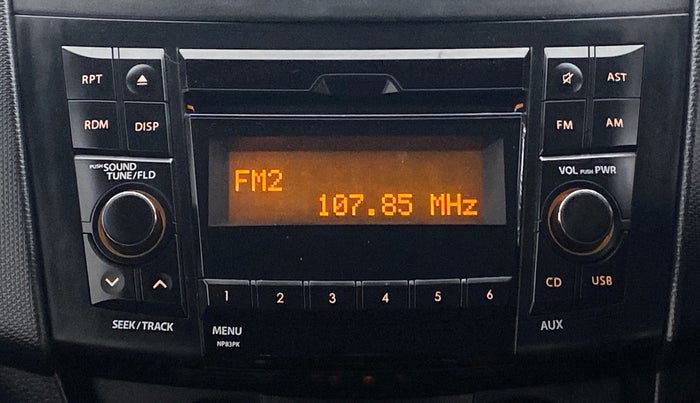 RPT
AST
RDM
DISP
FM
AM
PUSH SOUND
TUNE/FLD
VOL PUSH PWR
FM2
107.85 MHz
1 2 3 4 5 6
CD USB
SEEK/TRACK
MENU
AUX
NP83PK